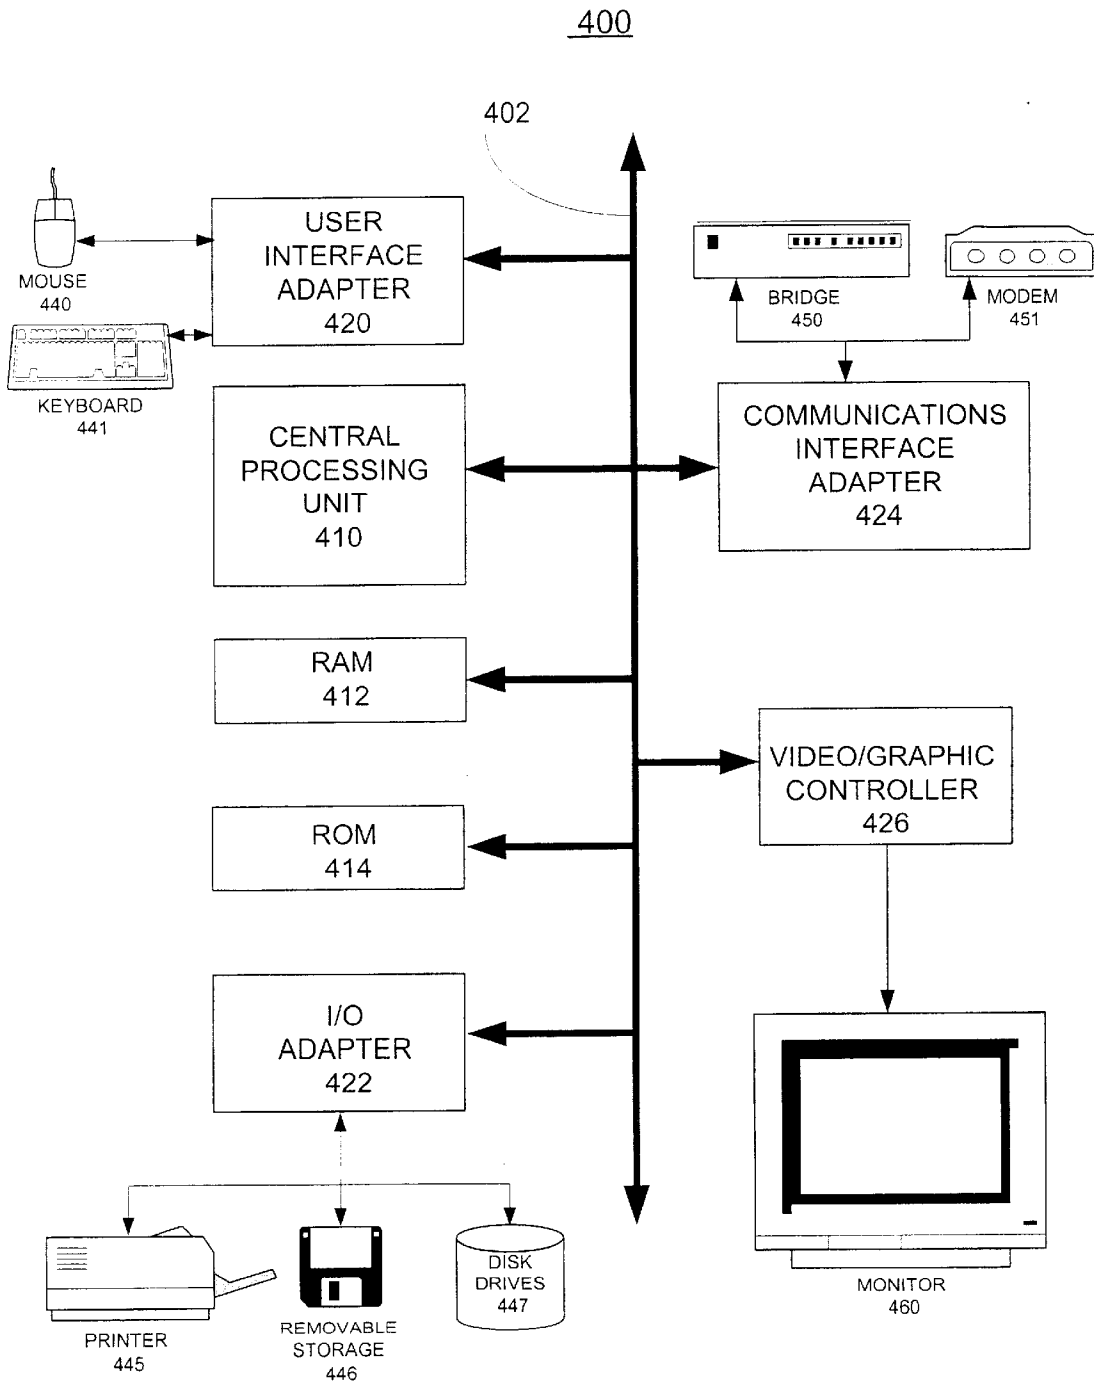 400
402
MOUSE
440
USER
INTERFACE
ADAPTER
420
KEYBOARD
441
BRIDGE
450
MODEM
451
CENTRAL
PROCESSING
UNIT
410
COMMUNICATIONS
INTERFACE
ADAPTER
424
RAM
412
VIDEO/GRAPHIC
CONTROLLER
426
ROM
414
I/O
ADAPTER
422
PRINTER
445
REMOVABLE
STORAGE
446
DISK
DRIVES
447
MONITOR
460